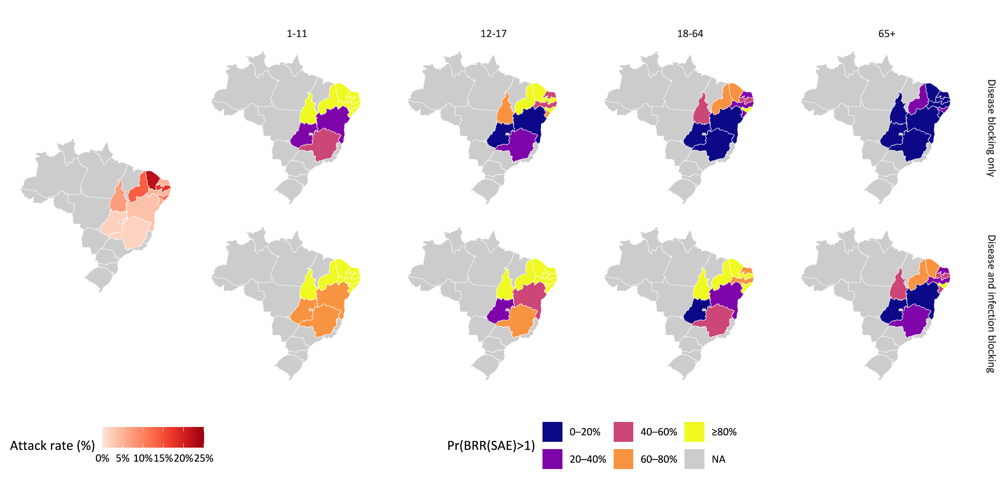 1-11
12-17
18-64
65+
Disease blocking only
Disease and infection blocking
Attack rate (%)
0% 5% 10% 15% 20% 25%
Pr(BRR(SAE)>1)
0–20% 40–60% ≥80%
20–40% 60–80% NA